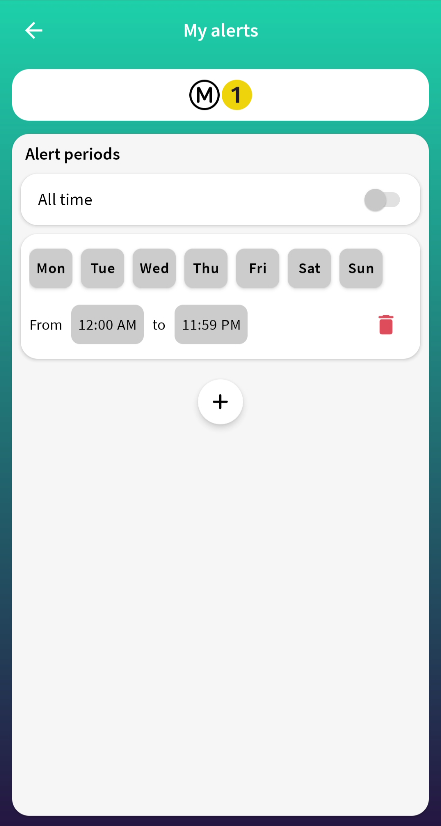 My alerts
M 1
Alert periods
All time
Mon Tue Wed Thu Fri Sat Sun
From 12:00 AM to 11:59 PM